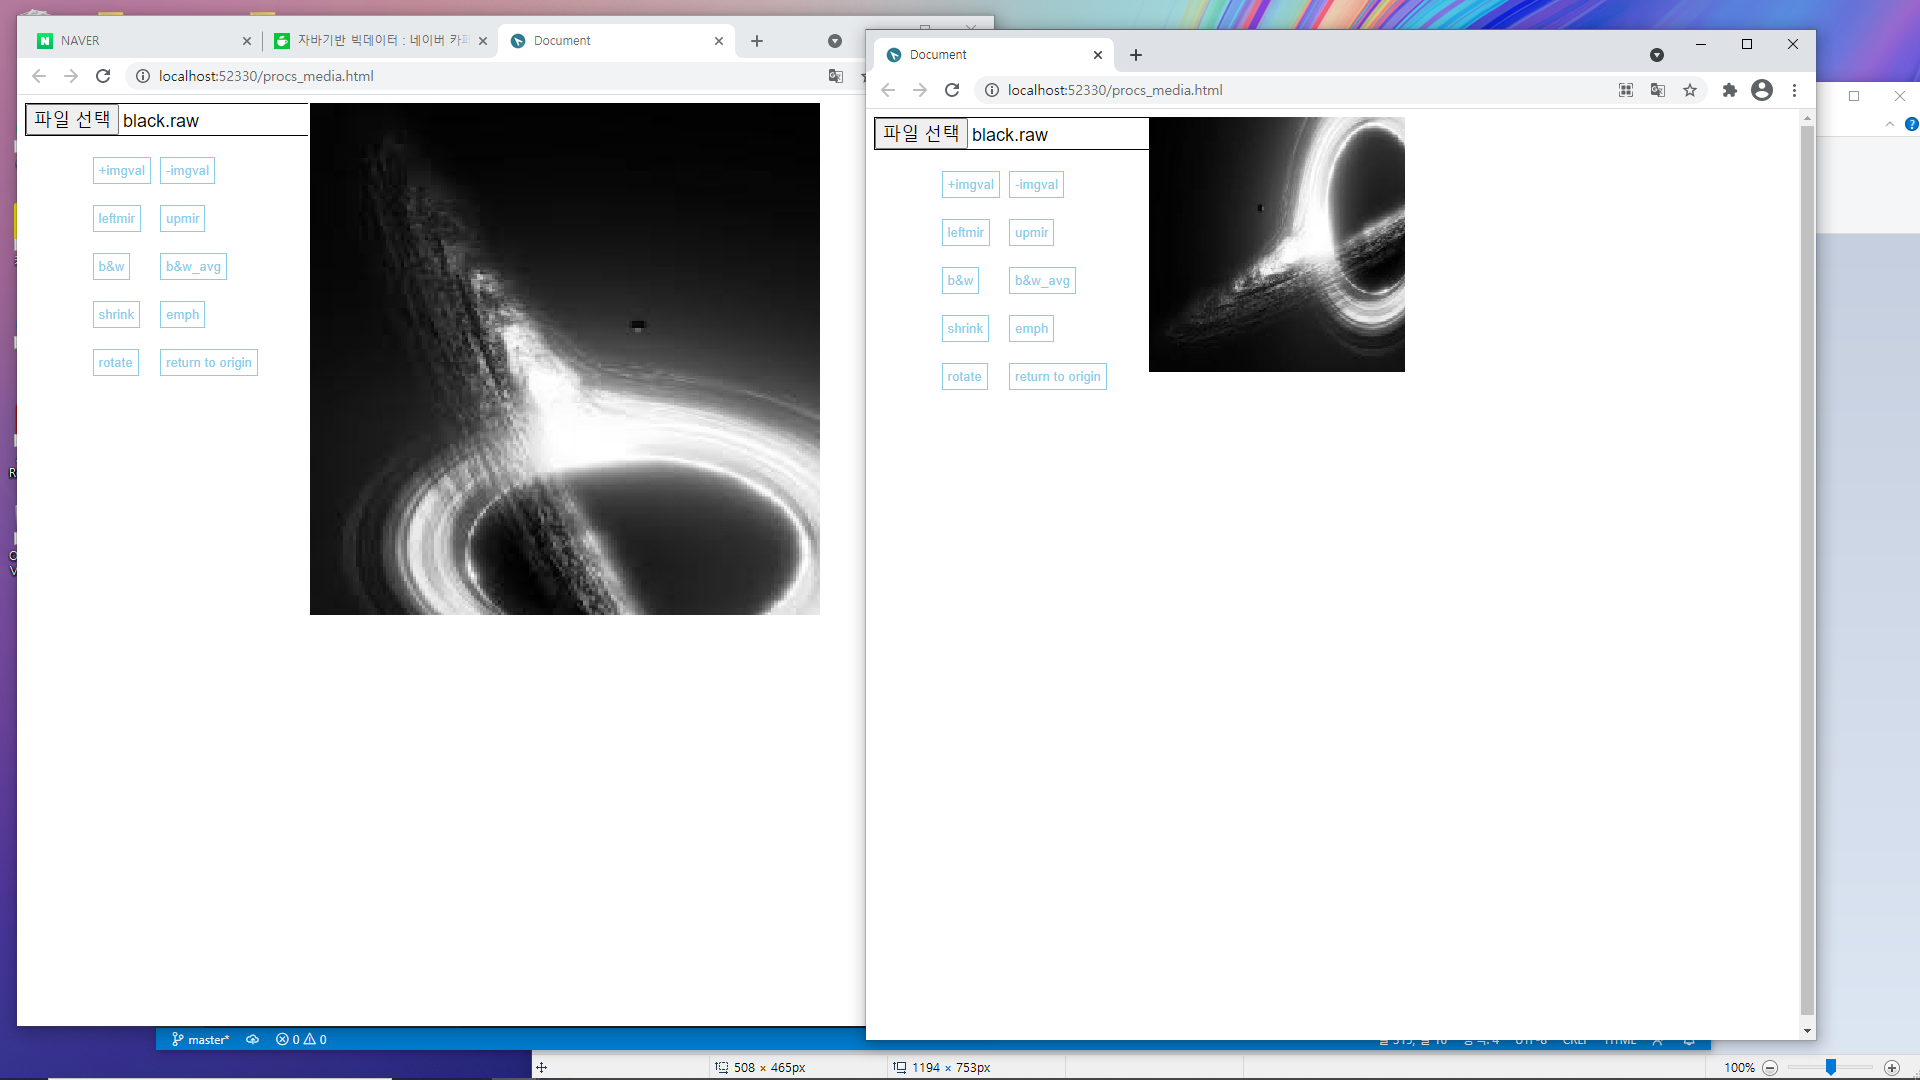 NAVER
자바기반 빅데이터 : 네이버 카페
Document
localhost:52330/procs_media.html
파일 선택 black.raw
+imgval -imgval
leftmir upmir
b&w b&w_avg
shrink emph
rotate return to origin
Document
localhost:52330/procs_media.html
파일 선택 black.raw
+imgval -imgval
leftmir upmir
b&w b&w_avg
shrink emph
rotate return to origin
master* 0 0
508 × 465px 1194 × 753px 100%